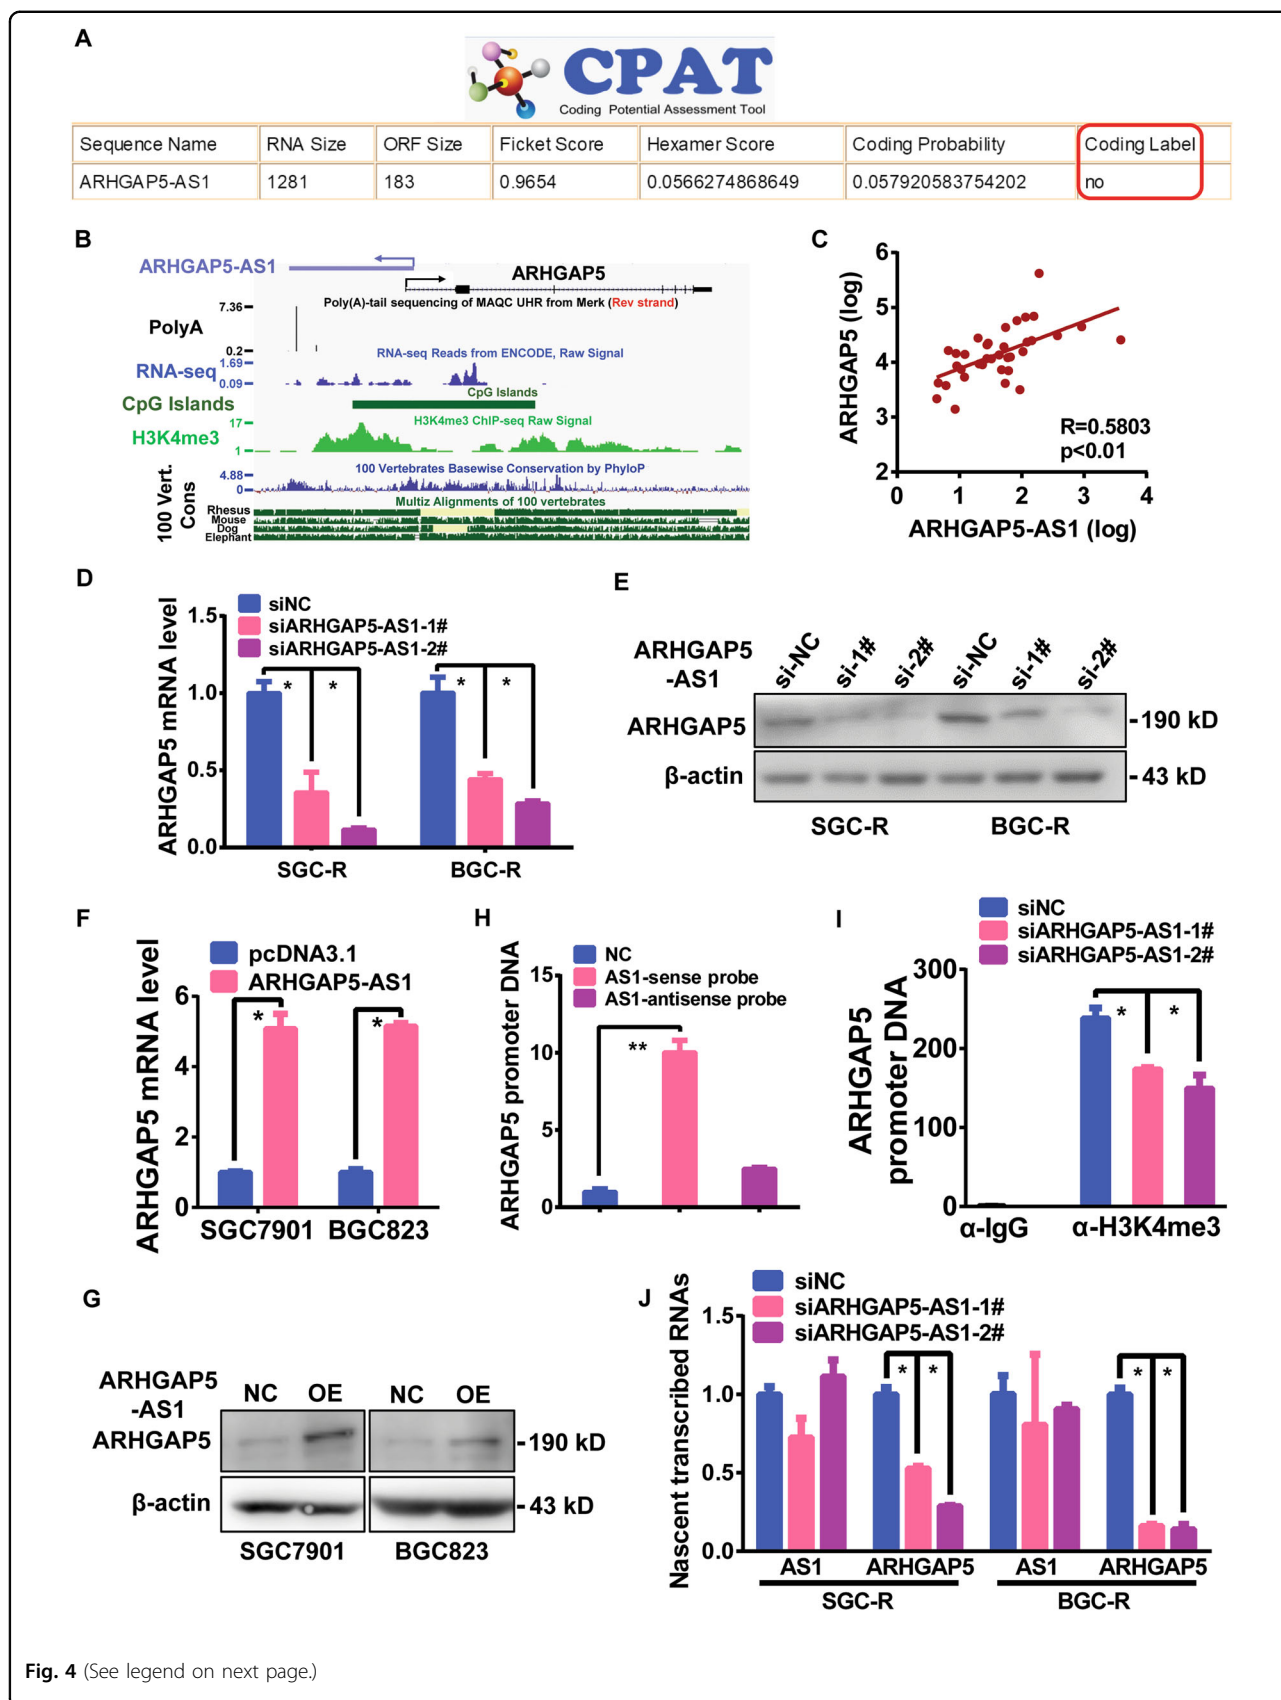 A
CPAT
Coding Potential Assessment Tool
Sequence Name RNA Size ORF Size Ficket Score Hexamer Score Coding Probability Coding Label
ARHGAP5-AS1 1281 183 0.9654 0.0566274868649 0.057920583754202 no
B
ARHGAP5-AS1
ARHGAP5
Poly(A)-tail sequencing of MAQC UHR from Merk (Rev strand)
7.36
PolyA
0.2
RNA-seq Reads from ENCODE, Raw Signal
1.69
RNA-seq
0.09
CpG Islands
CpG Islands
H3K4me3 ChIP-seq Raw Signal
17
H3K4me3
1
100 Vertebrates Basewise Conservation by PhyloP
4.88
0
100 Vert.
Cons
Multiz Alignments of 100 vertebrates
Rhesus
Mouse
Dog
Elephant
C
ARHGAP5 (log)
6
5
4
3
2
R=0.5803
p<0.01
0 1 2 3 4
ARHGAP5-AS1 (log)
D
siNC
siARHGAP5-AS1-1#
siARHGAP5-AS1-2#
ARHGAP5 mRNA level
1.5
1.0
0.5
0.0
* * * *
SGC-R BGC-R
E
ARHGAP5
-AS1
si-NC si-1# si-2# si-NC si-1# si-2#
ARHGAP5 -190 kD
β-actin -43 kD
SGC-R BGC-R
F
pcDNA3.1
ARHGAP5-AS1
ARHGAP5 mRNA level
6
4
2
0
* *
SGC7901 BGC823
H
NC
AS1-sense probe
AS1-antisense probe
ARHGAP5 promoter DNA
15
10
5
0
**
I
siNC
siARHGAP5-AS1-1#
siARHGAP5-AS1-2#
ARHGAP5
promoter DNA
300
200
100
0
* *
α-IgG α-H3K4me3
G
ARHGAP5
-AS1
NC OE NC OE
ARHGAP5 -190 kD
β-actin -43 kD
SGC7901 BGC823
J
siNC
siARHGAP5-AS1-1#
siARHGAP5-AS1-2#
Nascent transcribed RNAs
1.5
1.0
0.5
0.0
* * * *
AS1 ARHGAP5 AS1 ARHGAP5
SGC-R BGC-R
Fig. 4 (See legend on next page.)